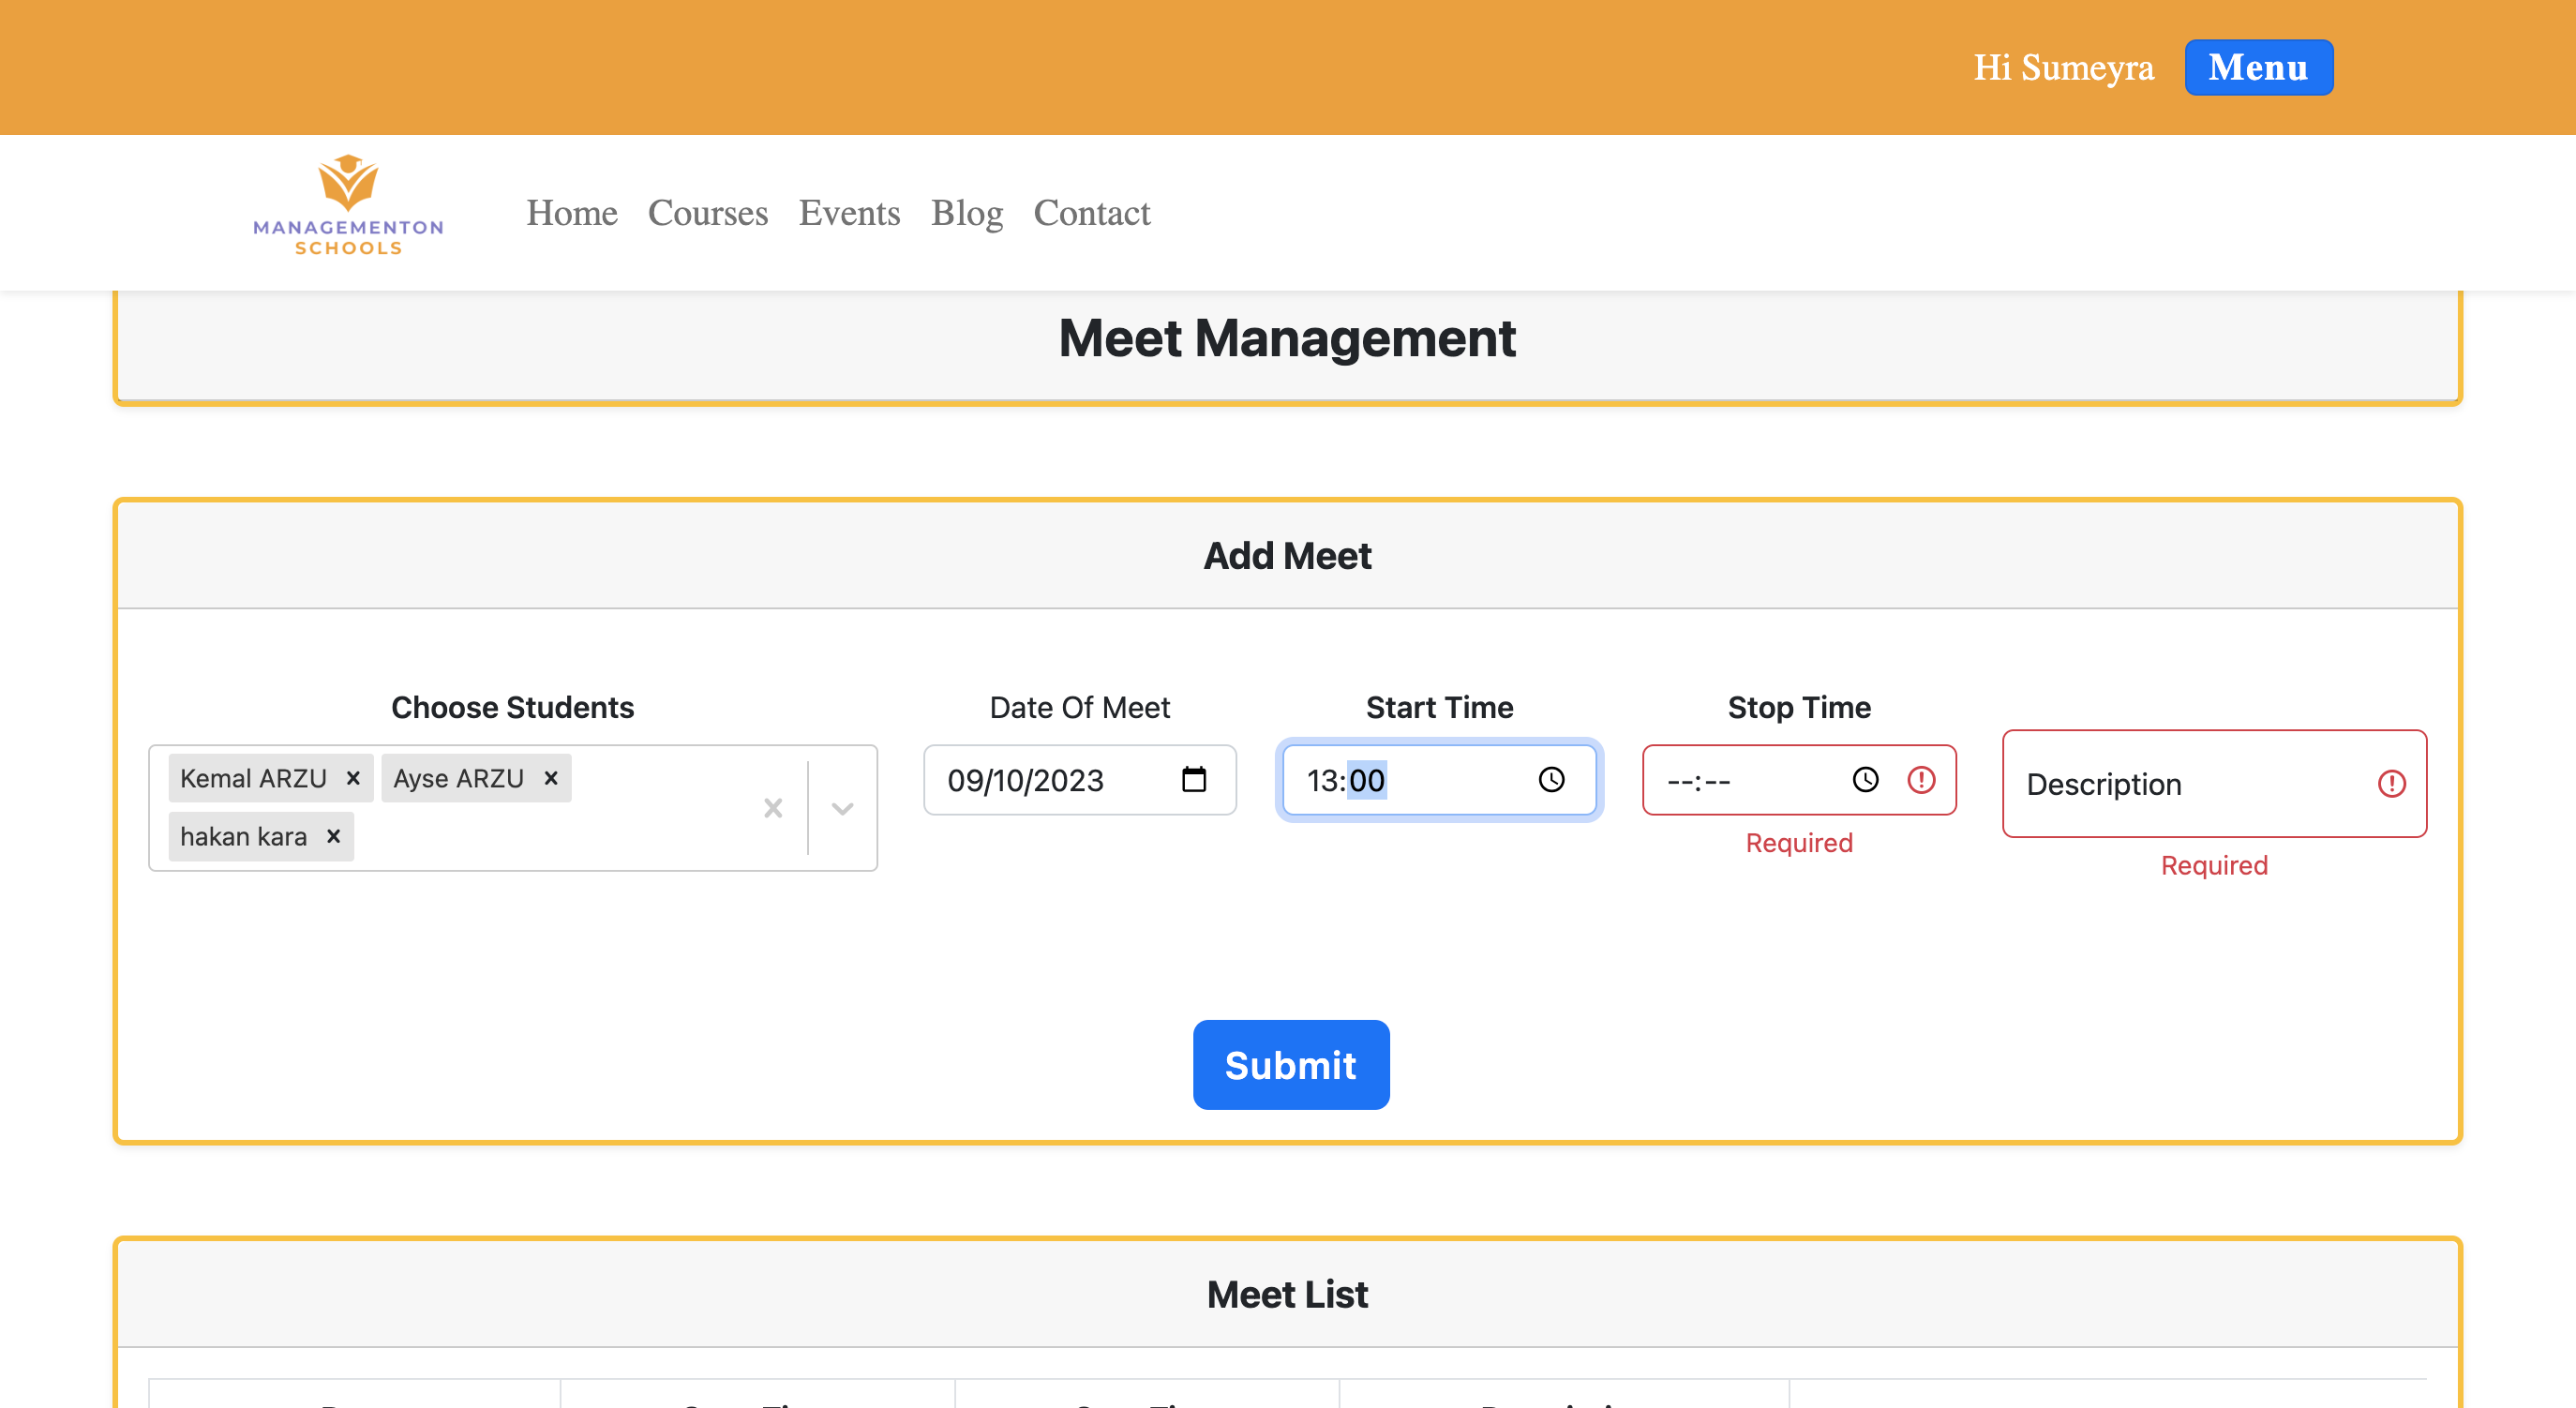 Hi Sumeyra Menu
MANAGEMENTON
SCHOOLS
Home Courses Events Blog Contact
Meet Management
Add Meet
Choose Students Date Of Meet Start Time Stop Time
Kemal ARZU Ayse ARZU
hakan kara
09/10/2023 13:00 --:-- Description
Required
Required
Submit
Meet List